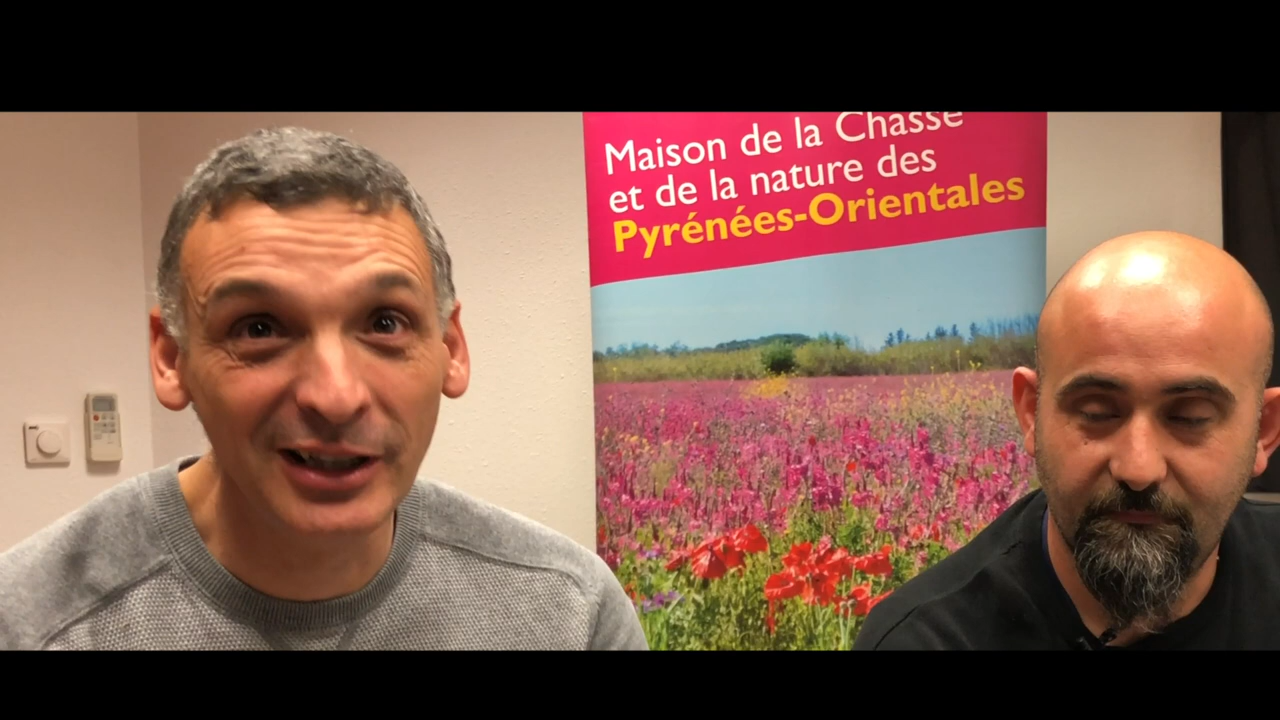 Maison de la Chasse
et de la nature des
Pyrénées-Orientales